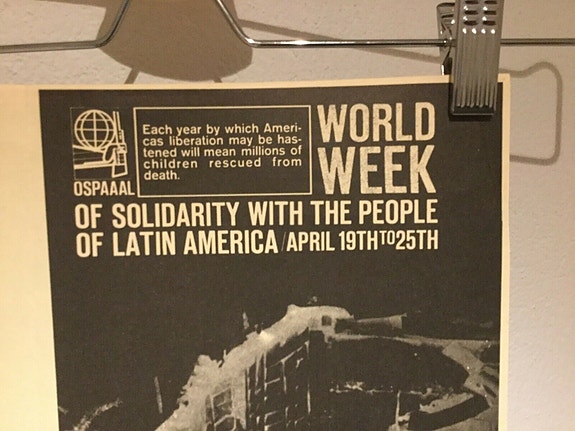 Each year by which Ameri-
cas liberation may be has-
tened will mean millions of
children rescued from
death.
OSPAAAL
WORLD
WEEK
OF SOLIDARITY WITH THE PEOPLE
OF LATIN AMERICA / APRIL 19TH TO 25TH